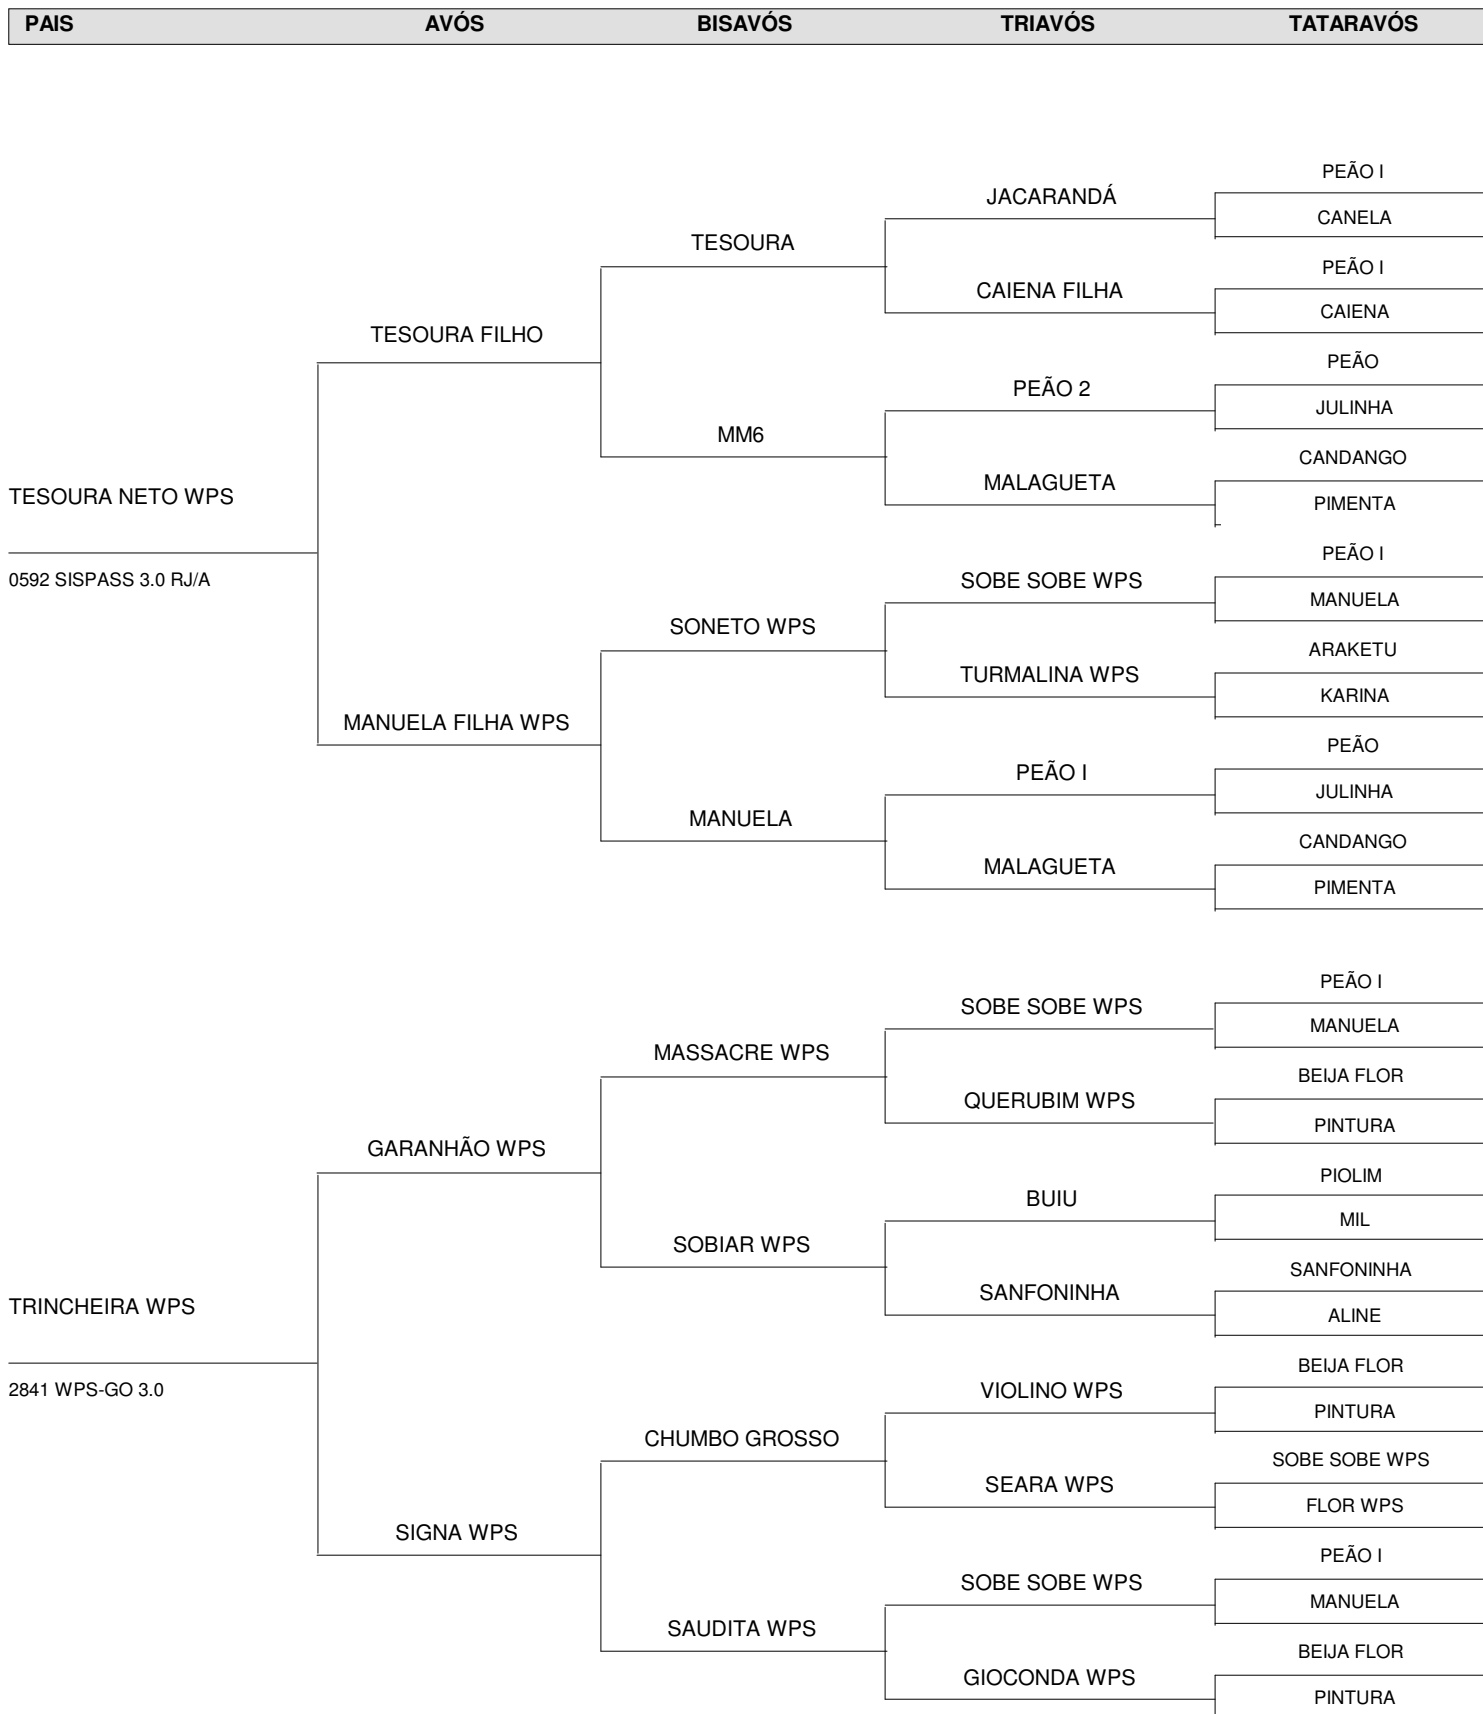 PAIS AVÓS BISAVÓS TRIAVÓS TATARAVÓS
PEÃO I
JACARANDÁ
CANELA
TESOURA
PEÃO I
CAIENA FILHA
CAIENA
TESOURA FILHO
PEÃO
PEÃO 2
JULINHA
MM6
CANDANGO
MALAGUETA
TESOURA NETO WPS
PIMENTA
PEÃO I
0592 SISPASS 3.0 RJ/A
SOBE SOBE WPS
MANUELA
SONETO WPS
ARAKETU
TURMALINA WPS
KARINA
MANUELA FILHA WPS
PEÃO
PEÃO I
JULINHA
MANUELA
CANDANGO
MALAGUETA
PIMENTA
PEÃO I
SOBE SOBE WPS
MANUELA
MASSACRE WPS
BEIJA FLOR
QUERUBIM WPS
PINTURA
GARANHÃO WPS
PIOLIM
BUIU
MIL
SOBIAR WPS
SANFONINHA
SANFONINHA
TRINCHEIRA WPS
ALINE
BEIJA FLOR
2841 WPS-GO 3.0
VIOLINO WPS
PINTURA
CHUMBO GROSSO
SOBE SOBE WPS
SEARA WPS
FLOR WPS
SIGNA WPS
PEÃO I
SOBE SOBE WPS
MANUELA
SAUDITA WPS
BEIJA FLOR
GIOCONDA WPS
PINTURA